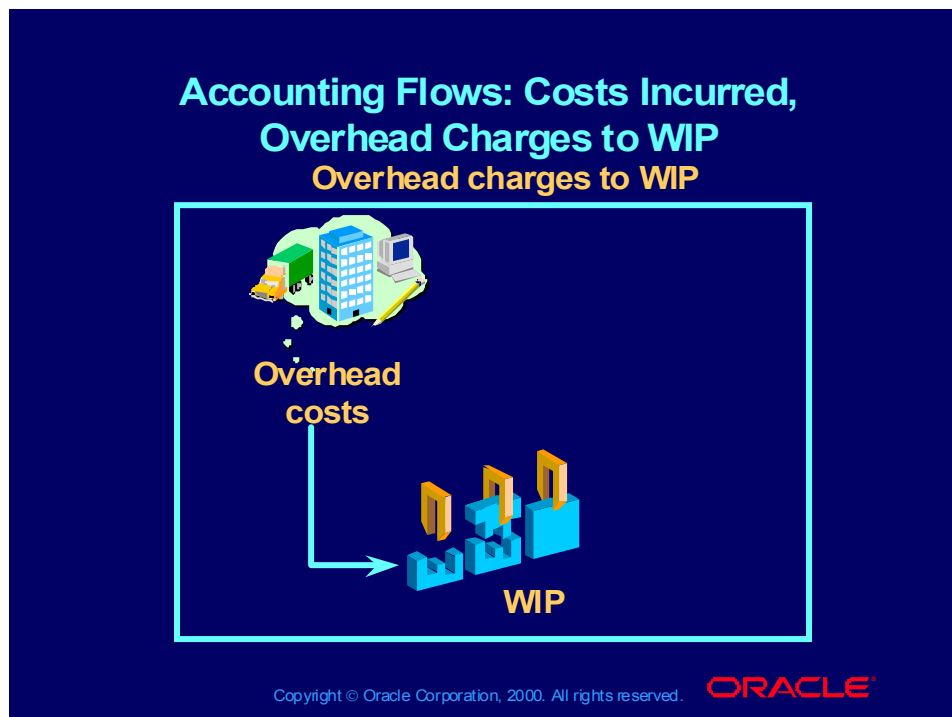 Accounting Flows: Costs Incurred,
Overhead Charges to WIP
Overhead charges to WIP
Overhead
costs
WIP
Copyright © Oracle Corporation, 2000. All rights reserved.
ORACLE®